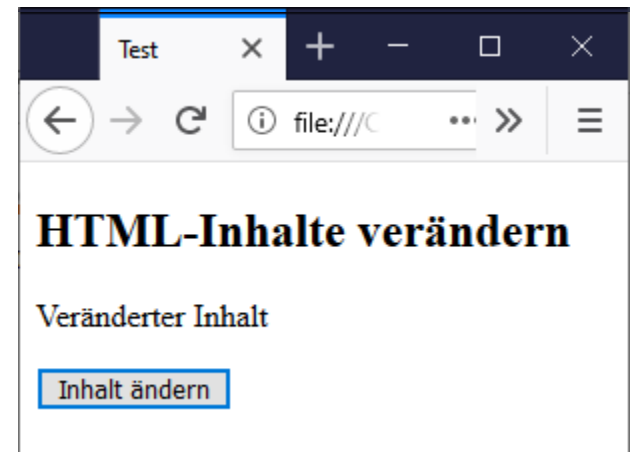 Test
file:///C
HTML-Inhalte verändern
Veränderter Inhalt
Inhalt ändern